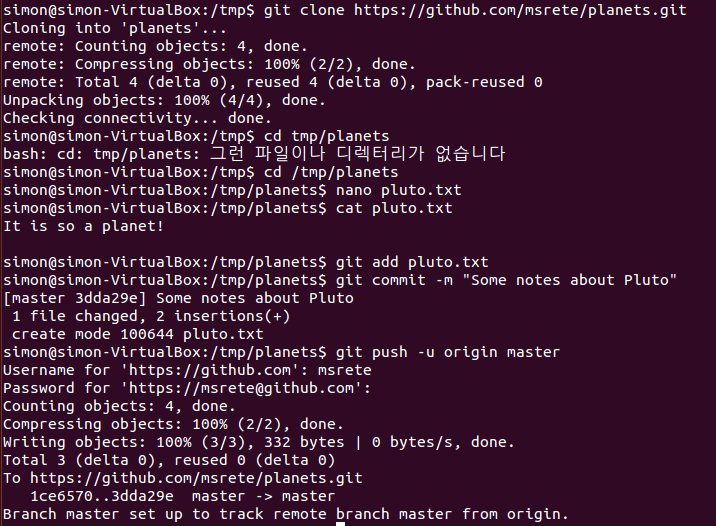 simon@simon-VirtualBox:/tmp$ git clone https://github.com/msrete/planets.git
Cloning into 'planets'...
remote: Counting objects: 4, done.
remote: Compressing objects: 100% (2/2), done.
remote: Total 4 (delta 0), reused 4 (delta 0), pack-reused 0
Unpacking objects: 100% (4/4), done.
Checking connectivity... done.
simon@simon-VirtualBox:/tmp$ cd tmp/planets
bash: cd: tmp/planets: 그런 파일이나 디렉터리가 없습니다
simon@simon-VirtualBox:/tmp$ cd /tmp/planets
simon@simon-VirtualBox:/tmp/planets$ nano pluto.txt
simon@simon-VirtualBox:/tmp/planets$ cat pluto.txt
It is so a planet!
simon@simon-VirtualBox:/tmp/planets$ git add pluto.txt
simon@simon-VirtualBox:/tmp/planets$ git commit -m "Some notes about Pluto"
[master 3dda29e] Some notes about Pluto
 1 file changed, 2 insertions(+)
 create mode 100644 pluto.txt
simon@simon-VirtualBox:/tmp/planets$ git push -u origin master
Username for 'https://github.com': msrete
Password for 'https://msrete@github.com':
Counting objects: 4, done.
Compressing objects: 100% (2/2), done.
Writing objects: 100% (3/3), 332 bytes | 0 bytes/s, done.
Total 3 (delta 0), reused 0 (delta 0)
To https://github.com/msrete/planets.git
   1ce6570..3dda29e  master -> master
Branch master set up to track remote branch master from origin.